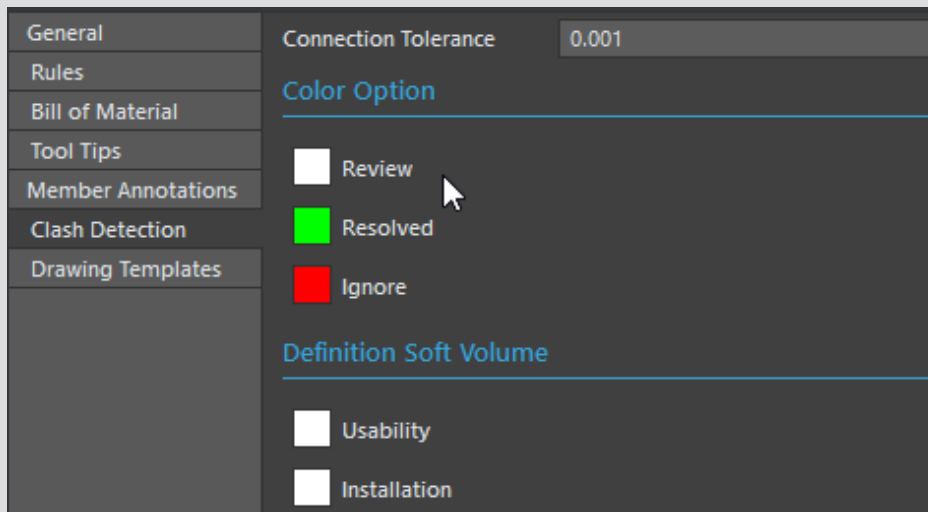 General
Rules
Bill of Material
Tool Tips
Member Annotations
Clash Detection
Drawing Templates
Connection Tolerance 0.001
Color Option
Review
Resolved
Ignore
Definition Soft Volume
Usability
Installation